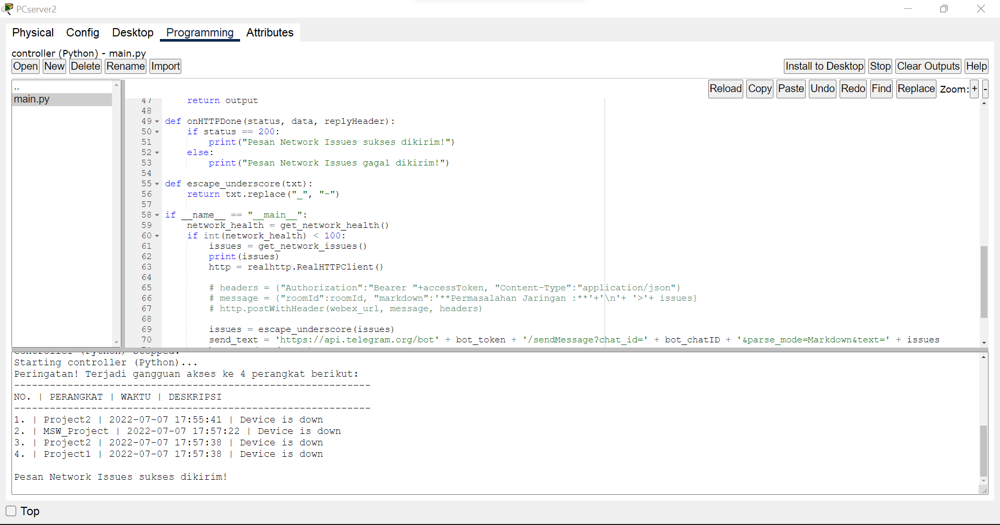 PCserver2
Physical Config Desktop Programming Attributes
controller (Python) - main.py
Open New Delete Rename Import Install to Desktop Stop Clear Outputs Help
Reload Copy Paste Undo Redo Find Replace Zoom: + -
..
main.py
47     return output
48
49 def onHTTPDone(status, data, replyHeader):
50     if status == 200:
51         print("Pesan Network Issues sukses dikirim!")
52     else:
53         print("Pesan Network Issues gagal dikirim!")
54
55 def escape_underscore(txt):
56     return txt.replace("_", "-")
57
58 if __name__ == "__main__":
59     network_health = get_network_health()
60     if int(network_health) < 100:
61         issues = get_network_issues()
62         print(issues)
63         http = realhttp.RealHTTPClient()
64
65         # headers = {"Authorization":"Bearer "+accessToken, "Content-Type":"application/json"}
66         # message = {"roomId":roomId, "markdown":'**Permasalahan Jaringan :**'+'\n'+ '>'+ issues}
67         # http.postWithHeader(webex_url, message, headers)
68
69         issues = escape_underscore(issues)
70         send_text = 'https://api.telegram.org/bot' + bot_token + '/sendMessage?chat_id=' + bot_chatID + '&parse_mode=Markdown&text=' + issues
controller (Python) stopped.
Starting controller (Python)...
Peringatan! Terjadi gangguan akses ke 4 perangkat berikut:
------------------------------------------------------------
NO. | PERANGKAT | WAKTU | DESKRIPSI
------------------------------------------------------------
1. | Project2 | 2022-07-07 17:55:41 | Device is down
2. | MSW_Project | 2022-07-07 17:57:22 | Device is down
3. | Project2 | 2022-07-07 17:57:38 | Device is down
4. | Project1 | 2022-07-07 17:57:38 | Device is down
Pesan Network Issues sukses dikirim!
Top